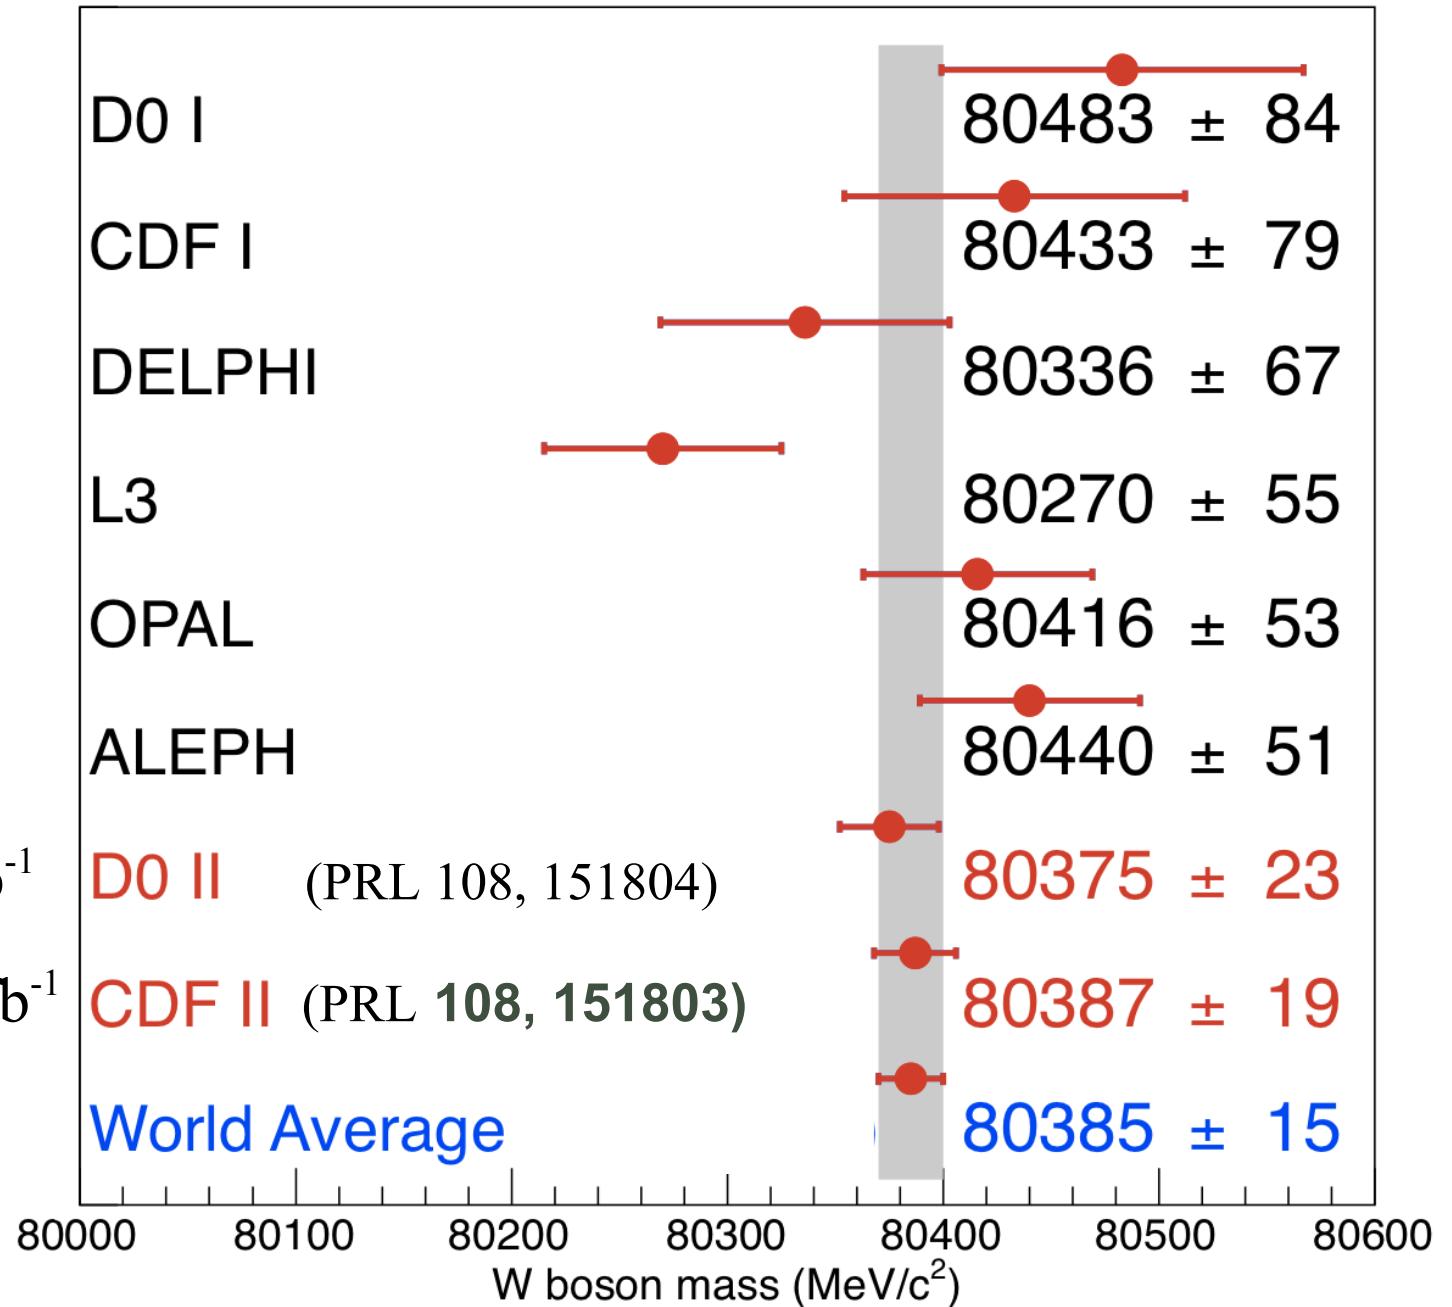 D0 I 80483 ± 84
CDF I 80433 ± 79
DELPHI 80336 ± 67
L3 80270 ± 55
OPAL 80416 ± 53
ALEPH 80440 ± 51
-1 D0 II (PRL 108, 151804) 80375 ± 23
b-1 CDF II (PRL 108, 151803) 80387 ± 19
World Average 80385 ± 15
80000 80100 80200 80300 80400 80500 80600
W boson mass (MeV/c²)